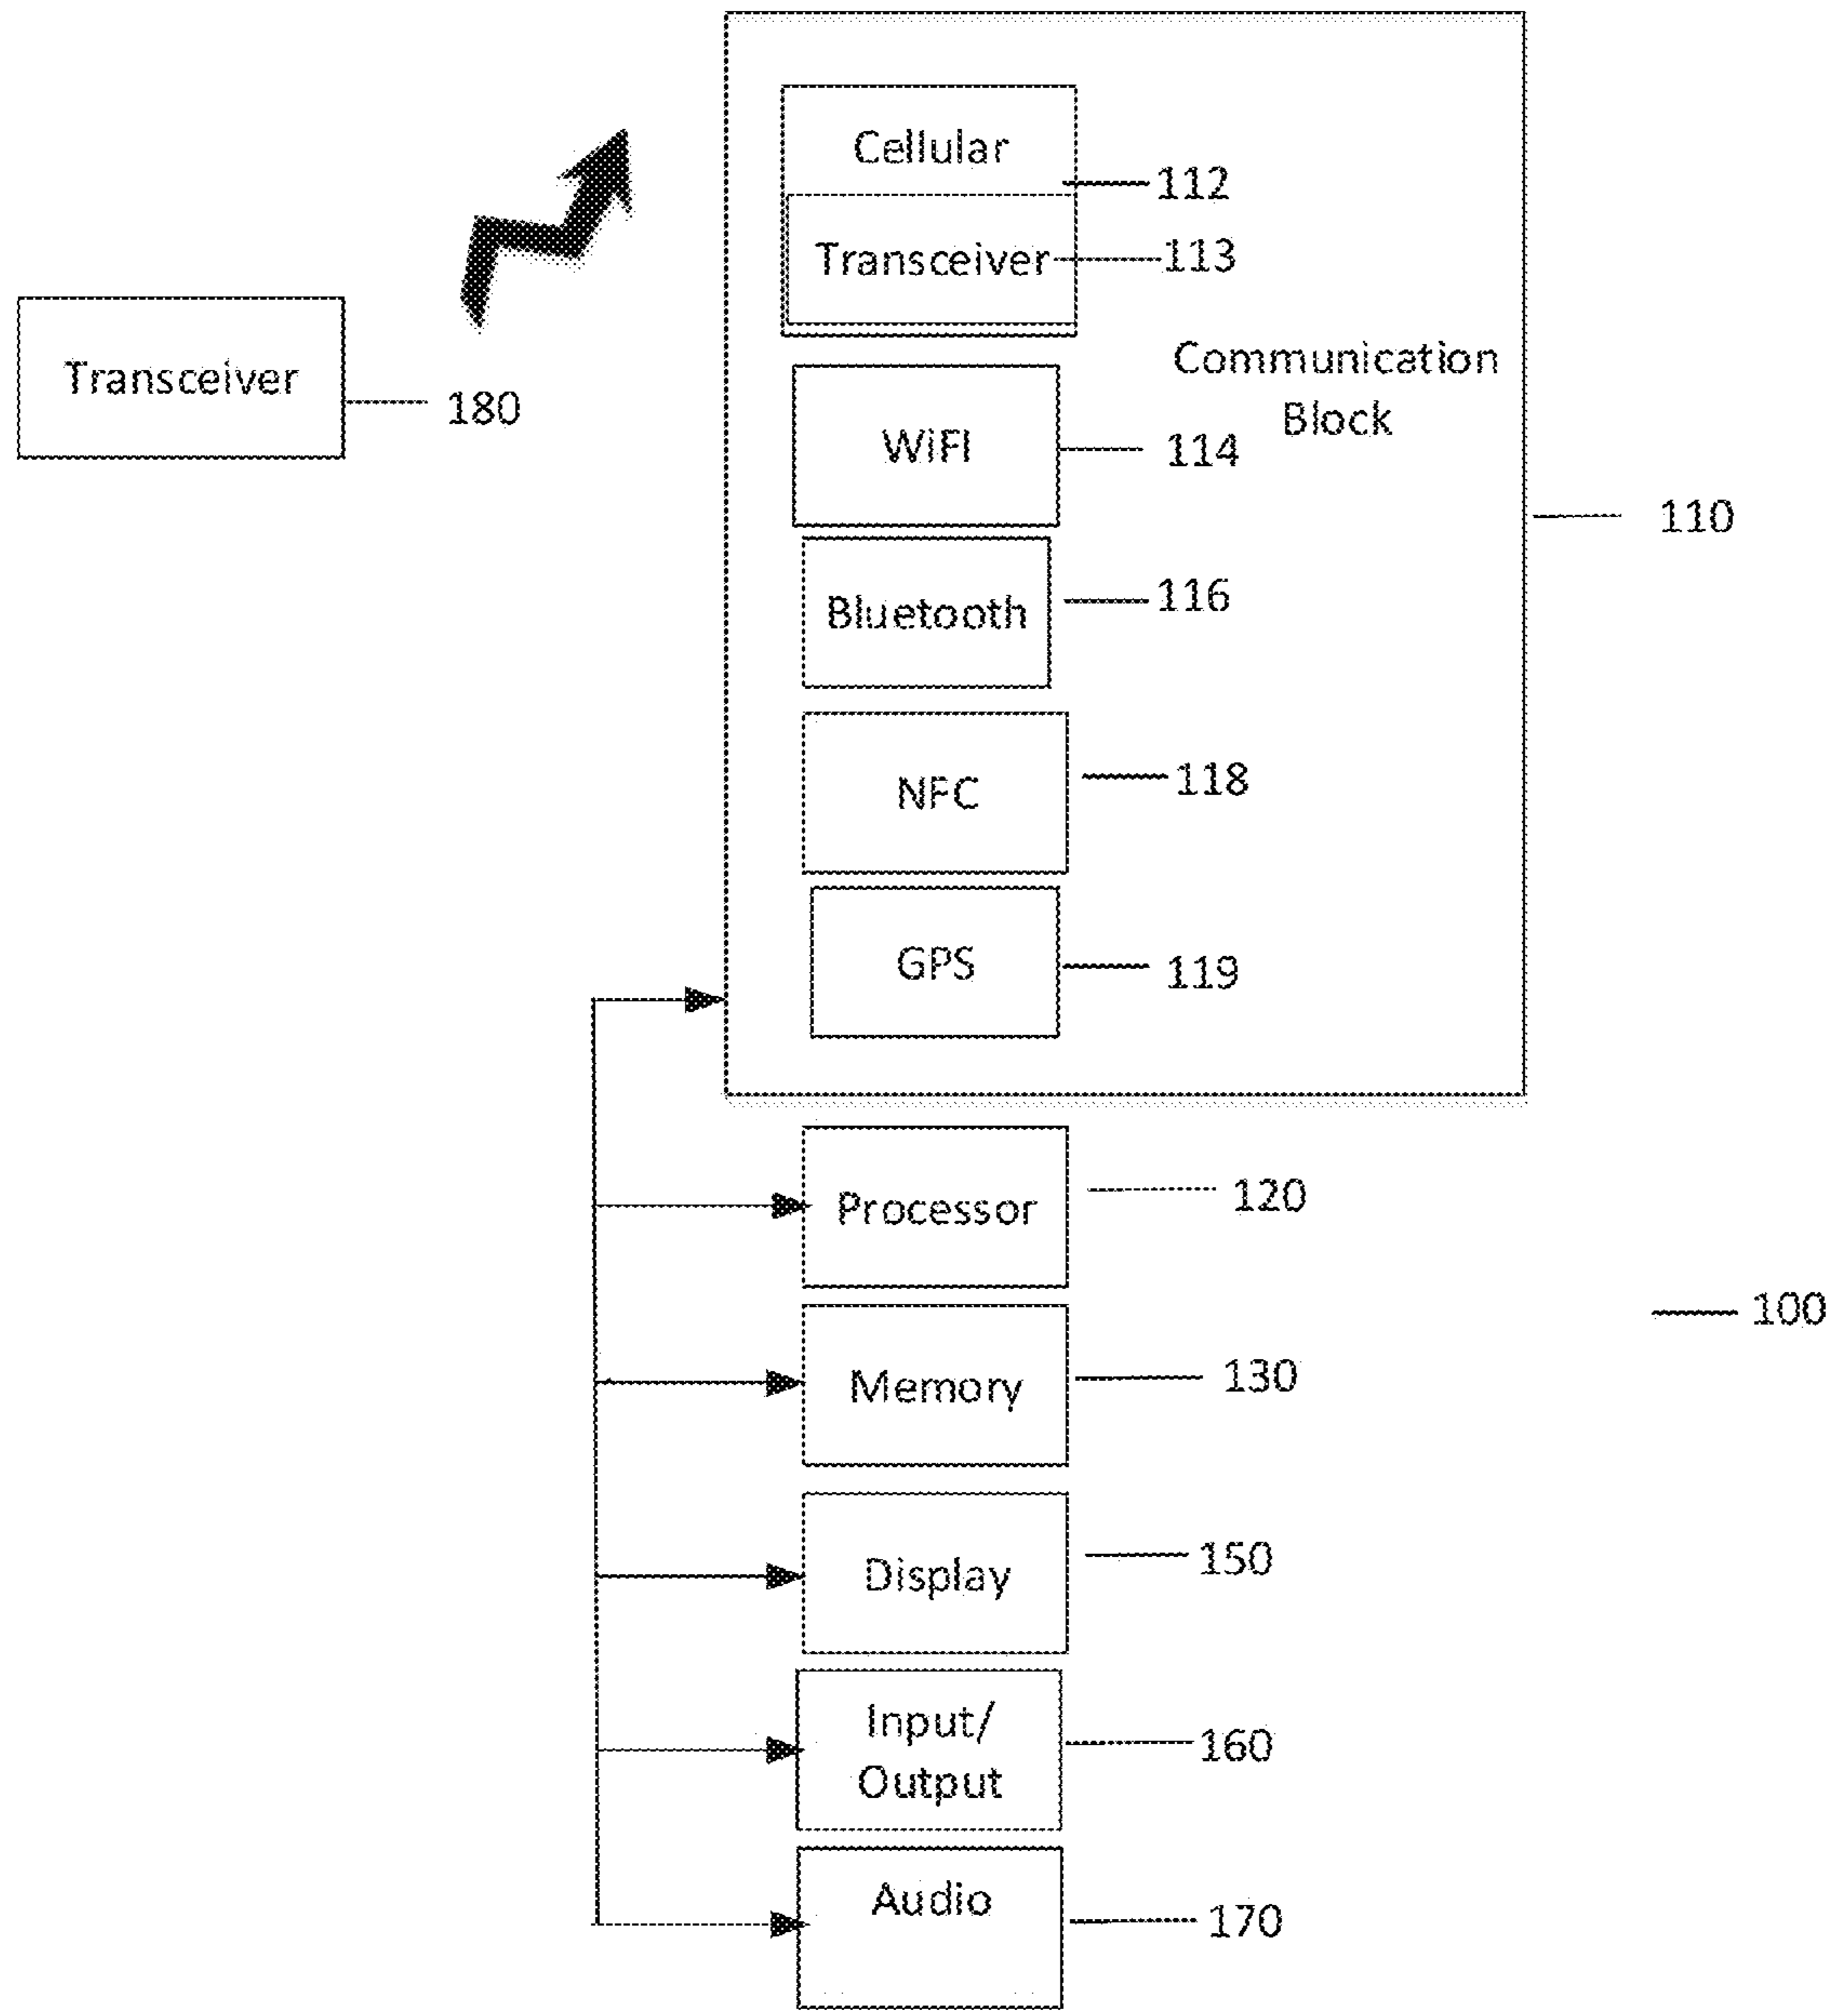 Cellular
112
Transceiver
113
Transceiver
180
Communication
Block
WiFI
114
110
Bluetooth
116
NFC
118
GPS
119
Processor
120
100
Memory
130
Display
150
Input/
Output
160
Audio
170